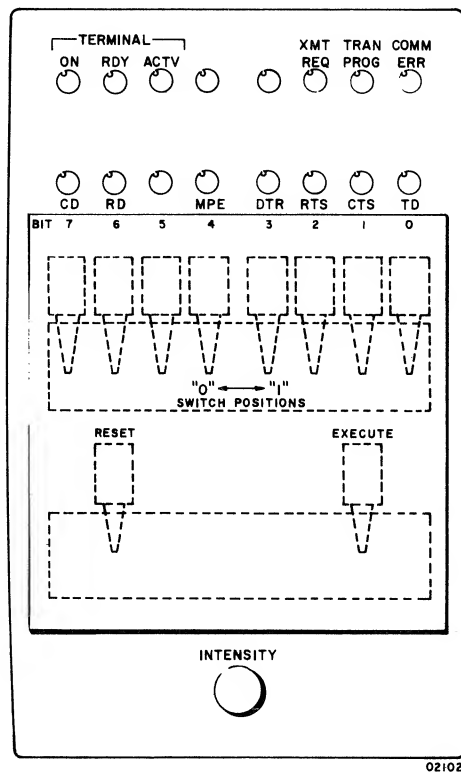 TERMINAL
ON RDY ACTV XMT REQ TRAN PROG COMM ERR
CD RD MPE DTR RTS CTS TD
BIT 7 6 5 4 3 2 1 0
"0" ⟷ "1"
SWITCH POSITIONS
RESET EXECUTE
INTENSITY
02102